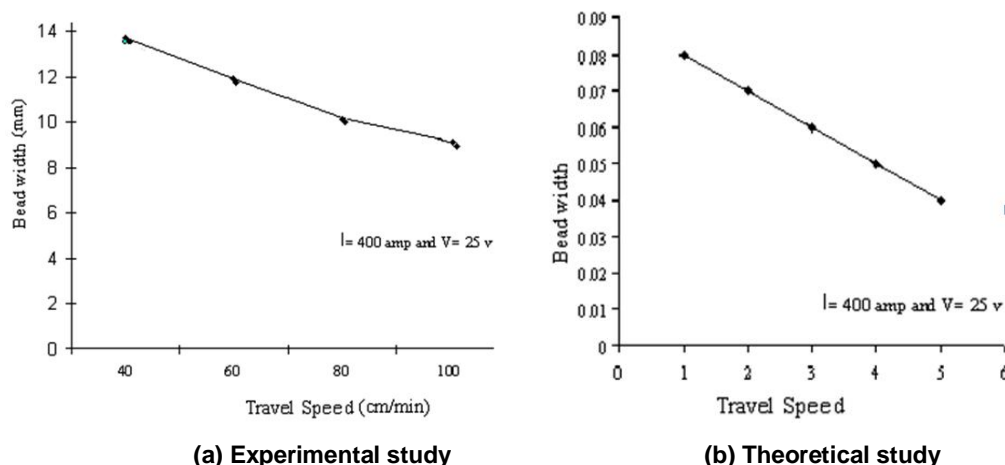 14
12
10
8
6
4
2
0
Bead width (mm)
I= 400 amp and V= 25 v
40 60 80 100
Travel Speed (cm/min)
(a) Experimental study
0.09
0.08
0.07
0.06
0.05
0.04
0.03
0.02
0.01
0
Bead width
I= 400 amp and V= 25 v
0 1 2 3 4 5 6
Travel Speed
(b) Theoretical study